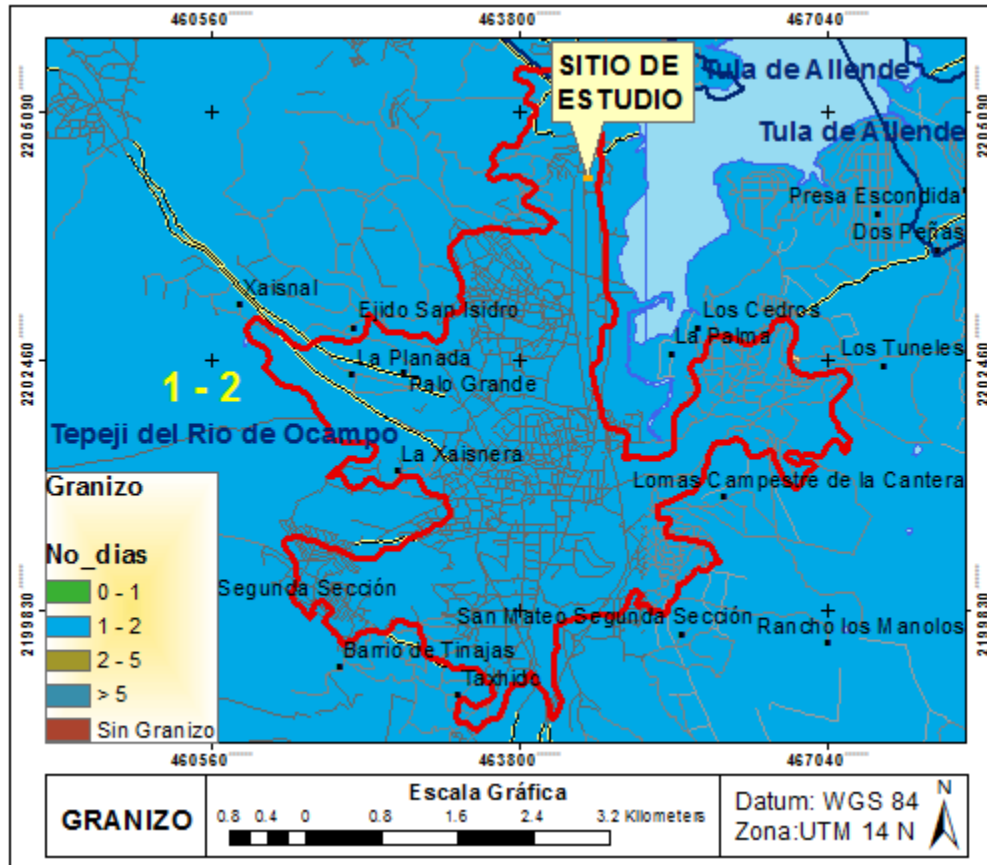 460560
463800
467040
2206090
2206090
SITIO DE
ESTUDIO
Tula de Allende
Tula de Allende
Presa Escondida
Dos Peñas
Xaisnal
Ejido San Isidro
Los Cedros
La Palma
2202460
La Planada
Los Tuneles
2202460
Palo Grande
1 - 2
Tepeji del Rio de Ocampo
La Xaisnera
Lomas Campestre de la Cantera
Granizo
No_dias
0 - 1
1 - 2
2 - 5
> 5
Sin Granizo
Segunda Sección
San Mateo Segunda Sección
2199830
Rancho los Manolos
2199830
Barrio de Tinajas
Taxhido
460560
463800
467040
GRANIZO
Escala Gráfica
0.8 0.4 0 0.8 1.6 2.4 3.2 Kilometers
Datum: WGS 84
Zona:UTM 14 N
N